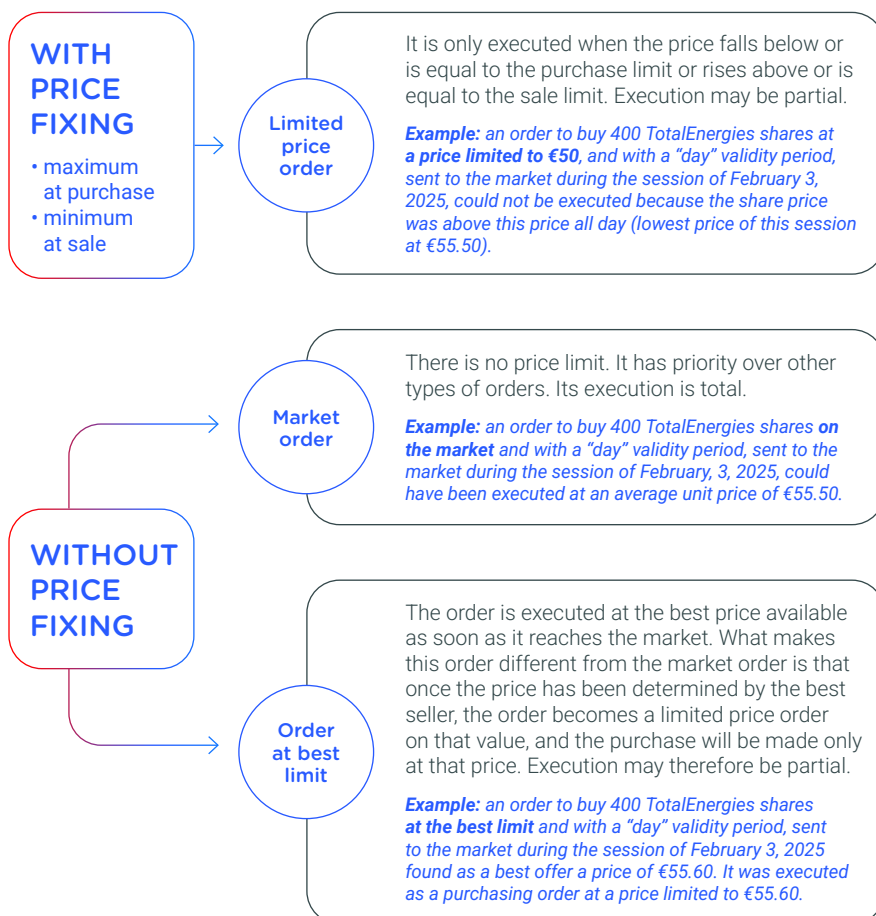 WITH
PRICE
FIXING
• maximum
at purchase
• minimum
at sale
Limited
price
order
It is only executed when the price falls below or
is equal to the purchase limit or rises above or is
equal to the sale limit. Execution may be partial.
Example: an order to buy 400 TotalEnergies shares at
a price limited to €50, and with a “day” validity period,
sent to the market during the session of February 3,
2025, could not be executed because the share price
was above this price all day (lowest price of this session
at €55.50).
WITHOUT
PRICE
FIXING
Market
order
There is no price limit. It has priority over other
types of orders. Its execution is total.
Example: an order to buy 400 TotalEnergies shares on
the market and with a “day” validity period, sent to the
market during the session of February, 3, 2025, could
have been executed at an average unit price of €55.50.
Order
at best
limit
The order is executed at the best price available
as soon as it reaches the market. What makes
this order different from the market order is that
once the price has been determined by the best
seller, the order becomes a limited price order
on that value, and the purchase will be made only
at that price. Execution may therefore be partial.
Example: an order to buy 400 TotalEnergies shares
at the best limit and with a “day” validity period, sent
to the market during the session of February 3, 2025
found as a best offer a price of €55.60. It was executed
as a purchasing order at a price limited to €55.60.